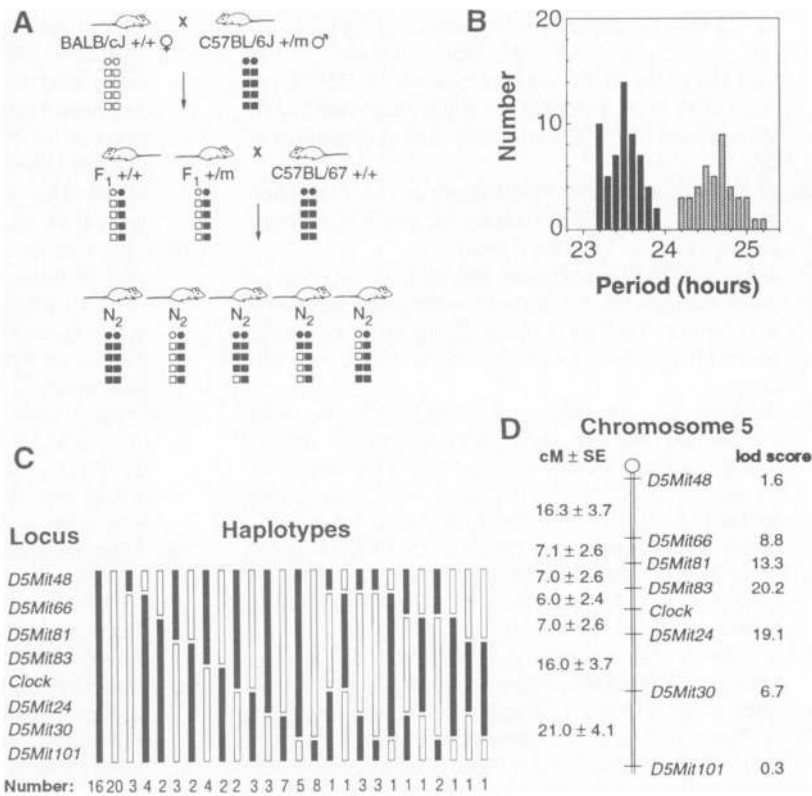 A
x
BALB/cJ +/+ ♀ C57BL/6J +/m ♂
x
F1 +/+ F1 +/m C57BL/67 +/+
N2 N2 N2 N2 N2
B
20
10
0
Number
23 24 25
Period (hours)
C
Locus Haplotypes
D5Mit48
D5Mit66
D5Mit81
D5Mit83
Clock
D5Mit24
D5Mit30
D5Mit101
Number: 16 20 3 4 2 3 2 4 2 2 3 3 7 5 8 1 1 3 3 1 1 1 2 1 1 1
D
Chromosome 5
cM ± SE lod score
D5Mit48 1.6
16.3 ± 3.7
D5Mit66 8.8
7.1 ± 2.6
D5Mit81 13.3
7.0 ± 2.6
D5Mit83 20.2
6.0 ± 2.4
Clock
7.0 ± 2.6
D5Mit24 19.1
16.0 ± 3.7
D5Mit30 6.7
21.0 ± 4.1
D5Mit101 0.3